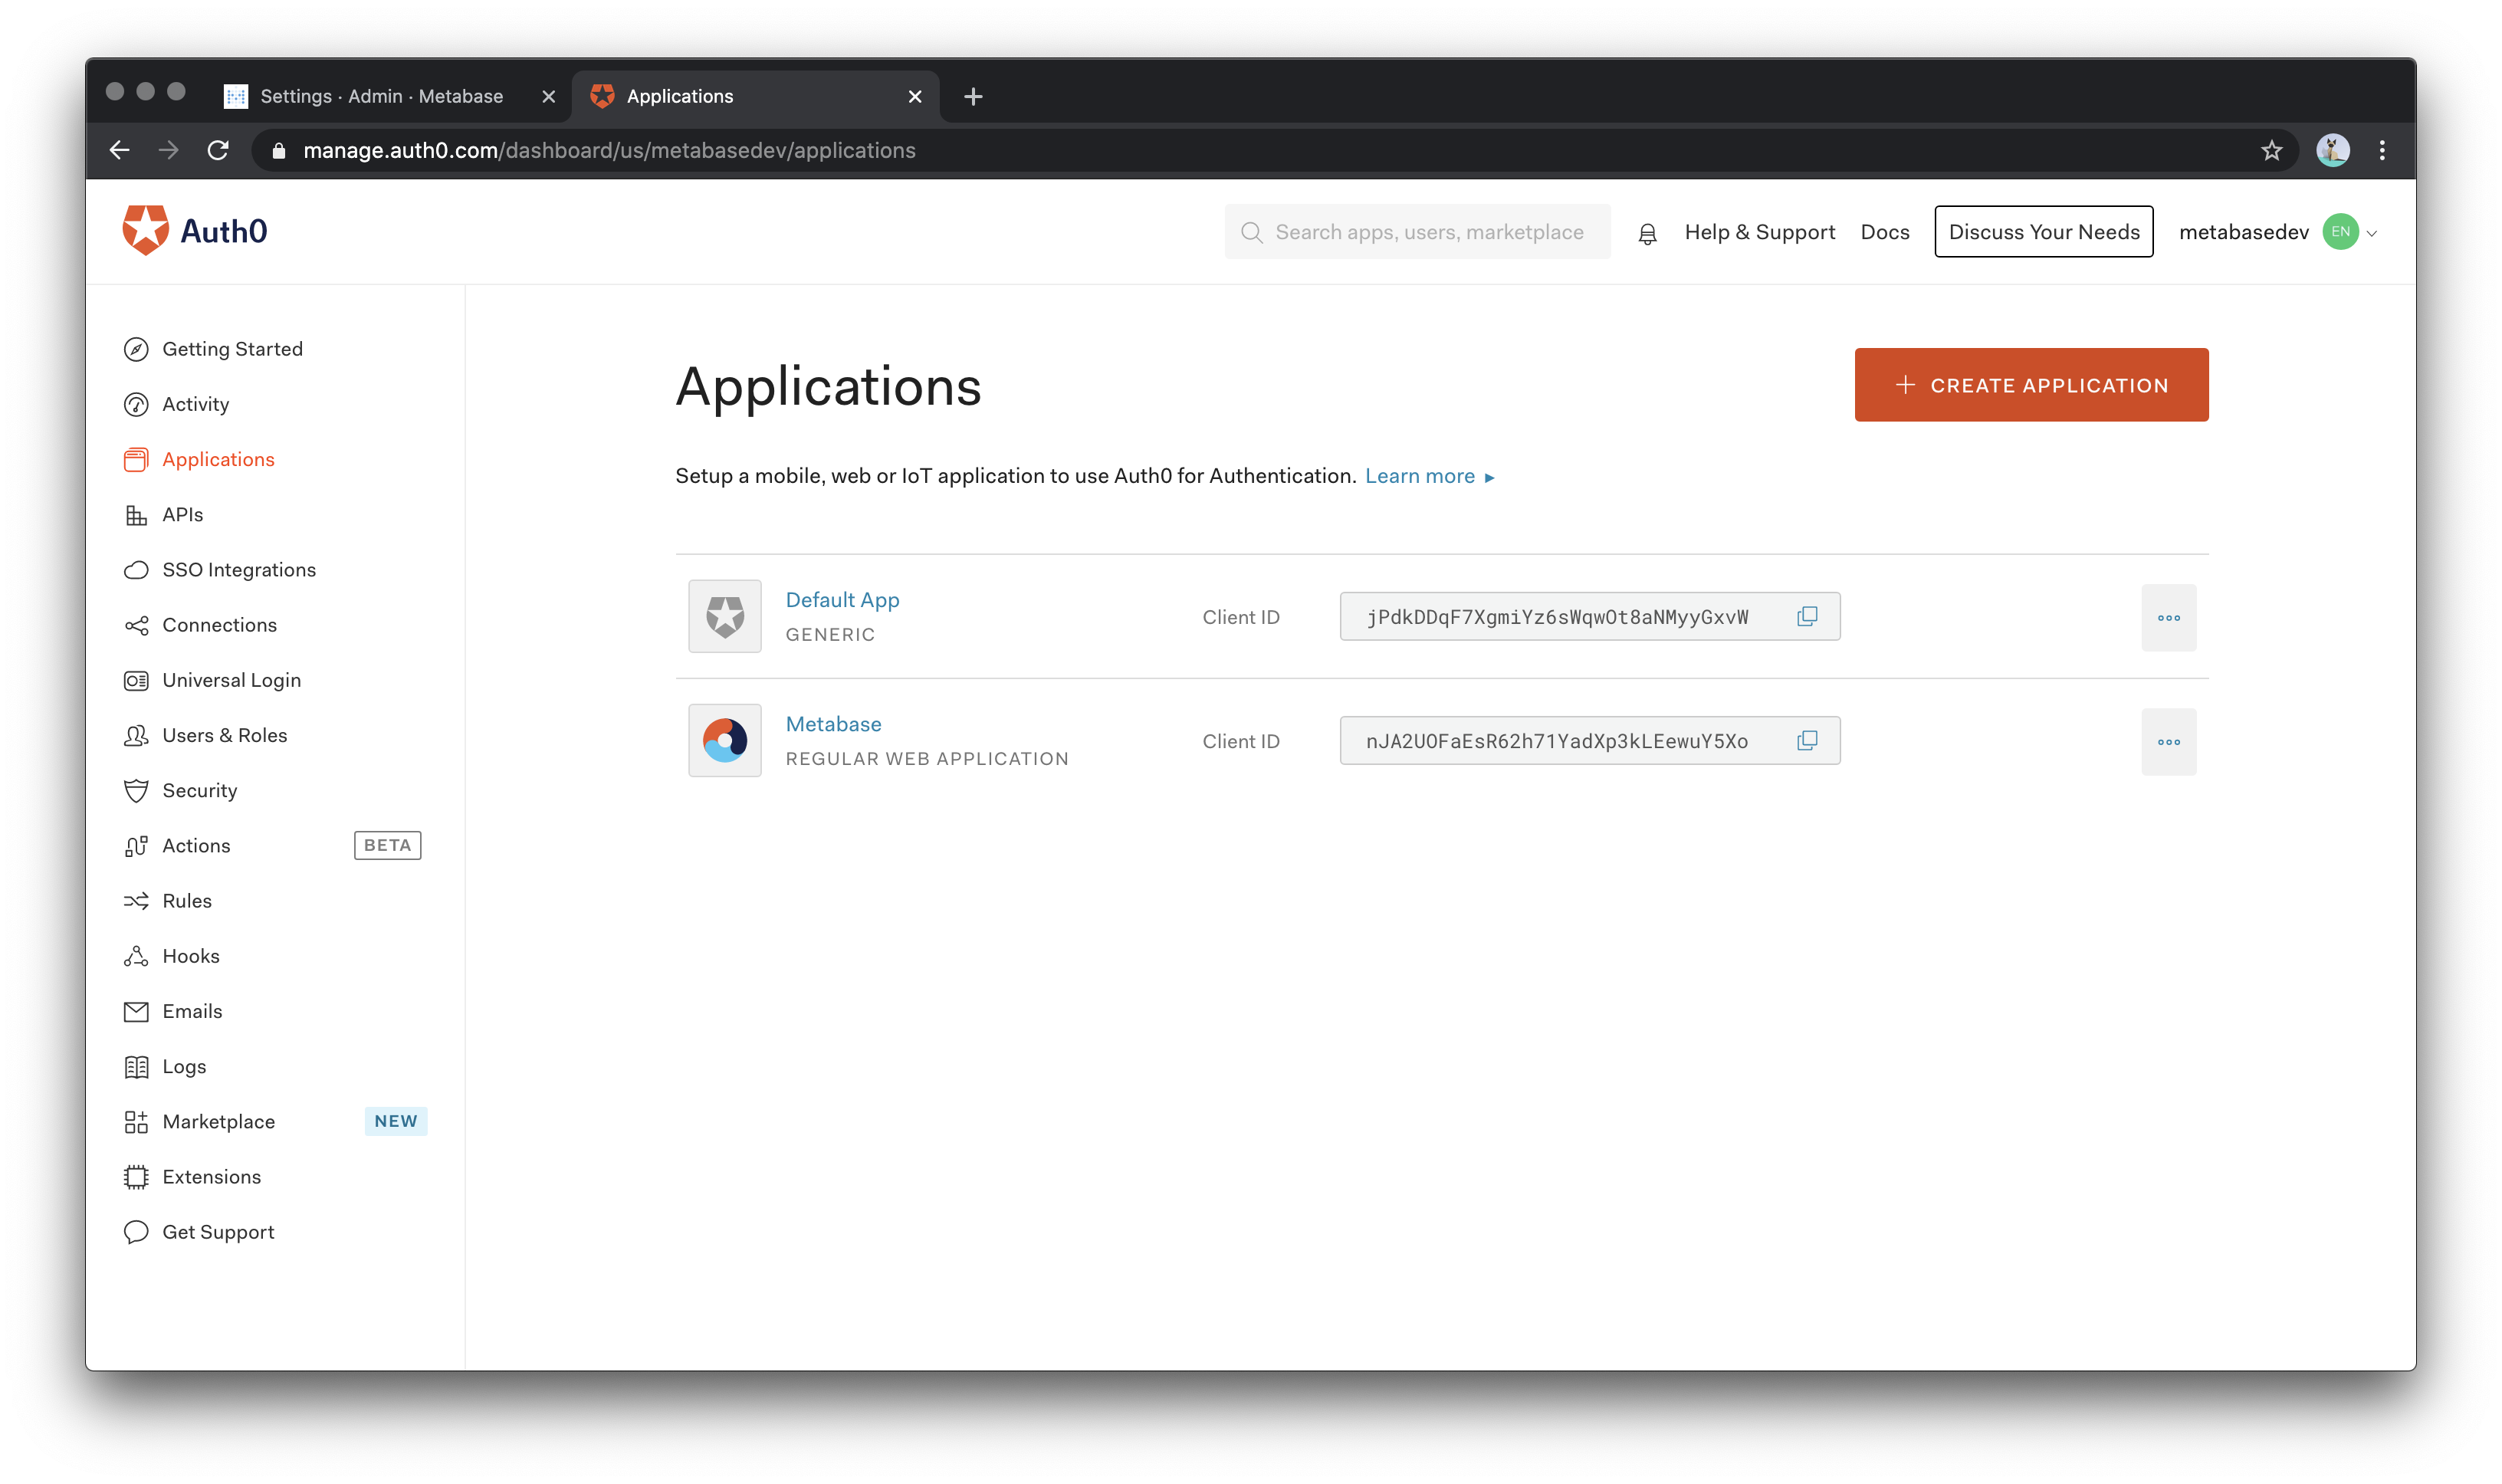 Settings · Admin · Metabase
Applications
manage.auth0.com/dashboard/us/metabasedev/applications
Auth0
Search apps, users, marketplace
Help & Support
Docs
Discuss Your Needs
metabasedev
EN
Getting Started
Activity
Applications
APIs
SSO Integrations
Connections
Universal Login
Users & Roles
Security
Actions
BETA
Rules
Hooks
Emails
Logs
Marketplace
NEW
Extensions
Get Support
Applications
+ CREATE APPLICATION
Setup a mobile, web or IoT application to use Auth0 for Authentication. Learn more ▸
Default App
GENERIC
Client ID
jPdkDDqF7XgmiYz6sWqwOt8aNMyyGxvW
Metabase
REGULAR WEB APPLICATION
Client ID
nJA2UOFaEsR62h71YadXp3kLEewuY5Xo